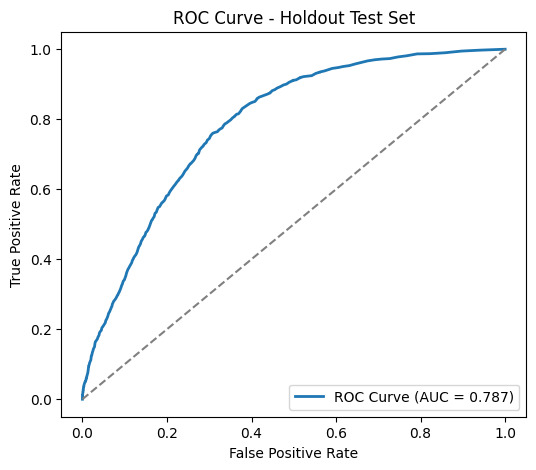 ROC Curve - Holdout Test Set
True Positive Rate
1.0
0.8
0.6
0.4
0.2
0.0
ROC Curve (AUC = 0.787)
0.0 0.2 0.4 0.6 0.8 1.0
False Positive Rate